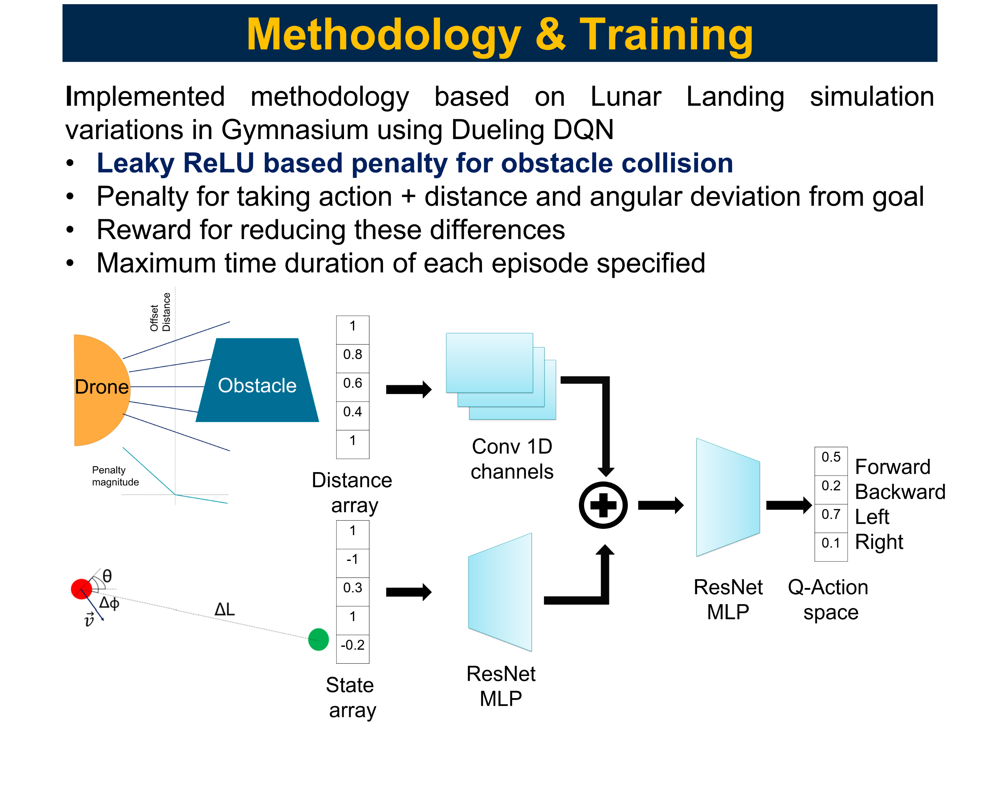 Methodology & Training
Implemented methodology based on Lunar Landing simulation
variations in Gymnasium using Dueling DQN
• Leaky ReLU based penalty for obstacle collision
• Penalty for taking action + distance and angular deviation from goal
• Reward for reducing these differences
• Maximum time duration of each episode specified
Offset
Distance
Drone
Obstacle
Penalty
magnitude
1
0.8
0.6
0.4
1
Distance
array
Conv 1D
channels
θ
Δϕ
v⃗
ΔL
1
-1
0.3
1
-0.2
State
array
ResNet
MLP
ResNet
MLP
0.5
0.2
0.7
0.1
Forward
Backward
Left
Right
Q-Action
space